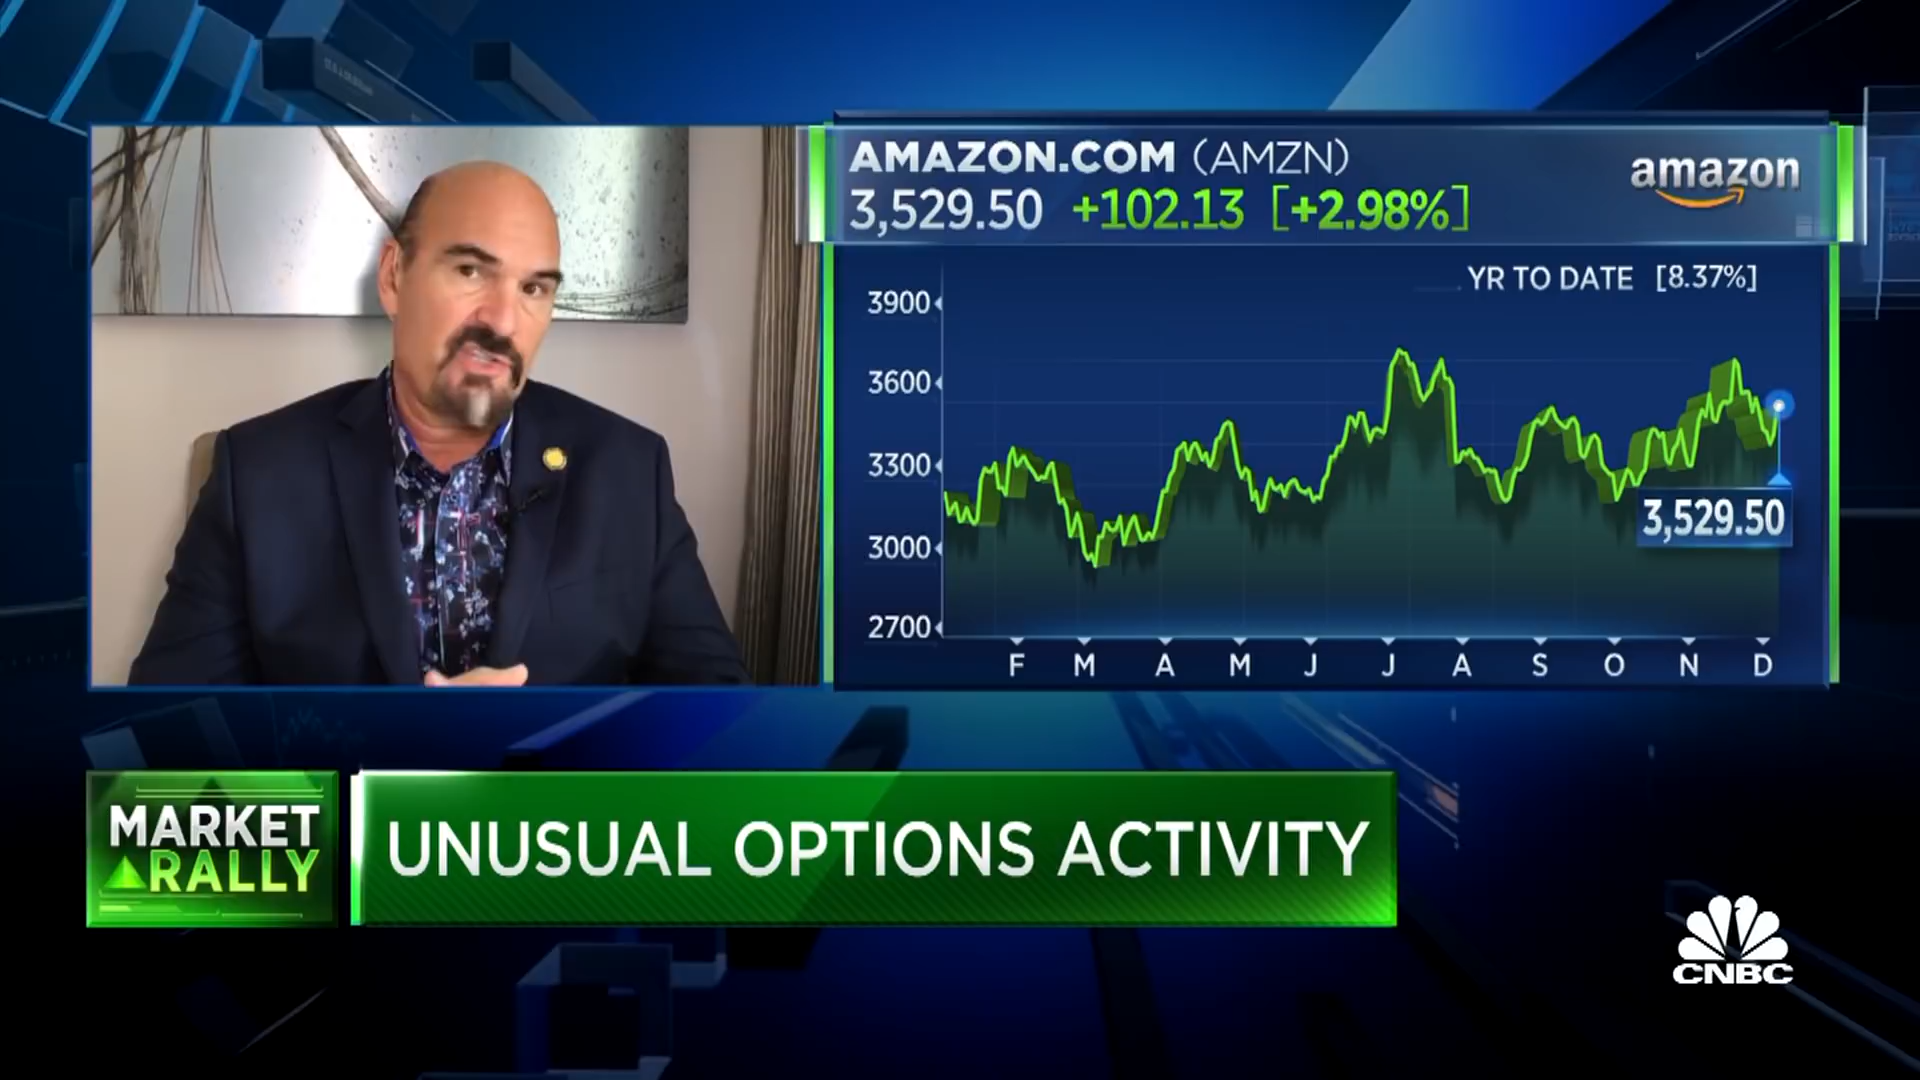 AMAZON.COM (AMZN)
3,529.50 +102.13 [+2.98%]
amazon
YR TO DATE [8.37%]
3900
3600
3300
3000
2700
3,529.50
F M A M J J A S O N D
MARKET
RALLY
UNUSUAL OPTIONS ACTIVITY
CNBC